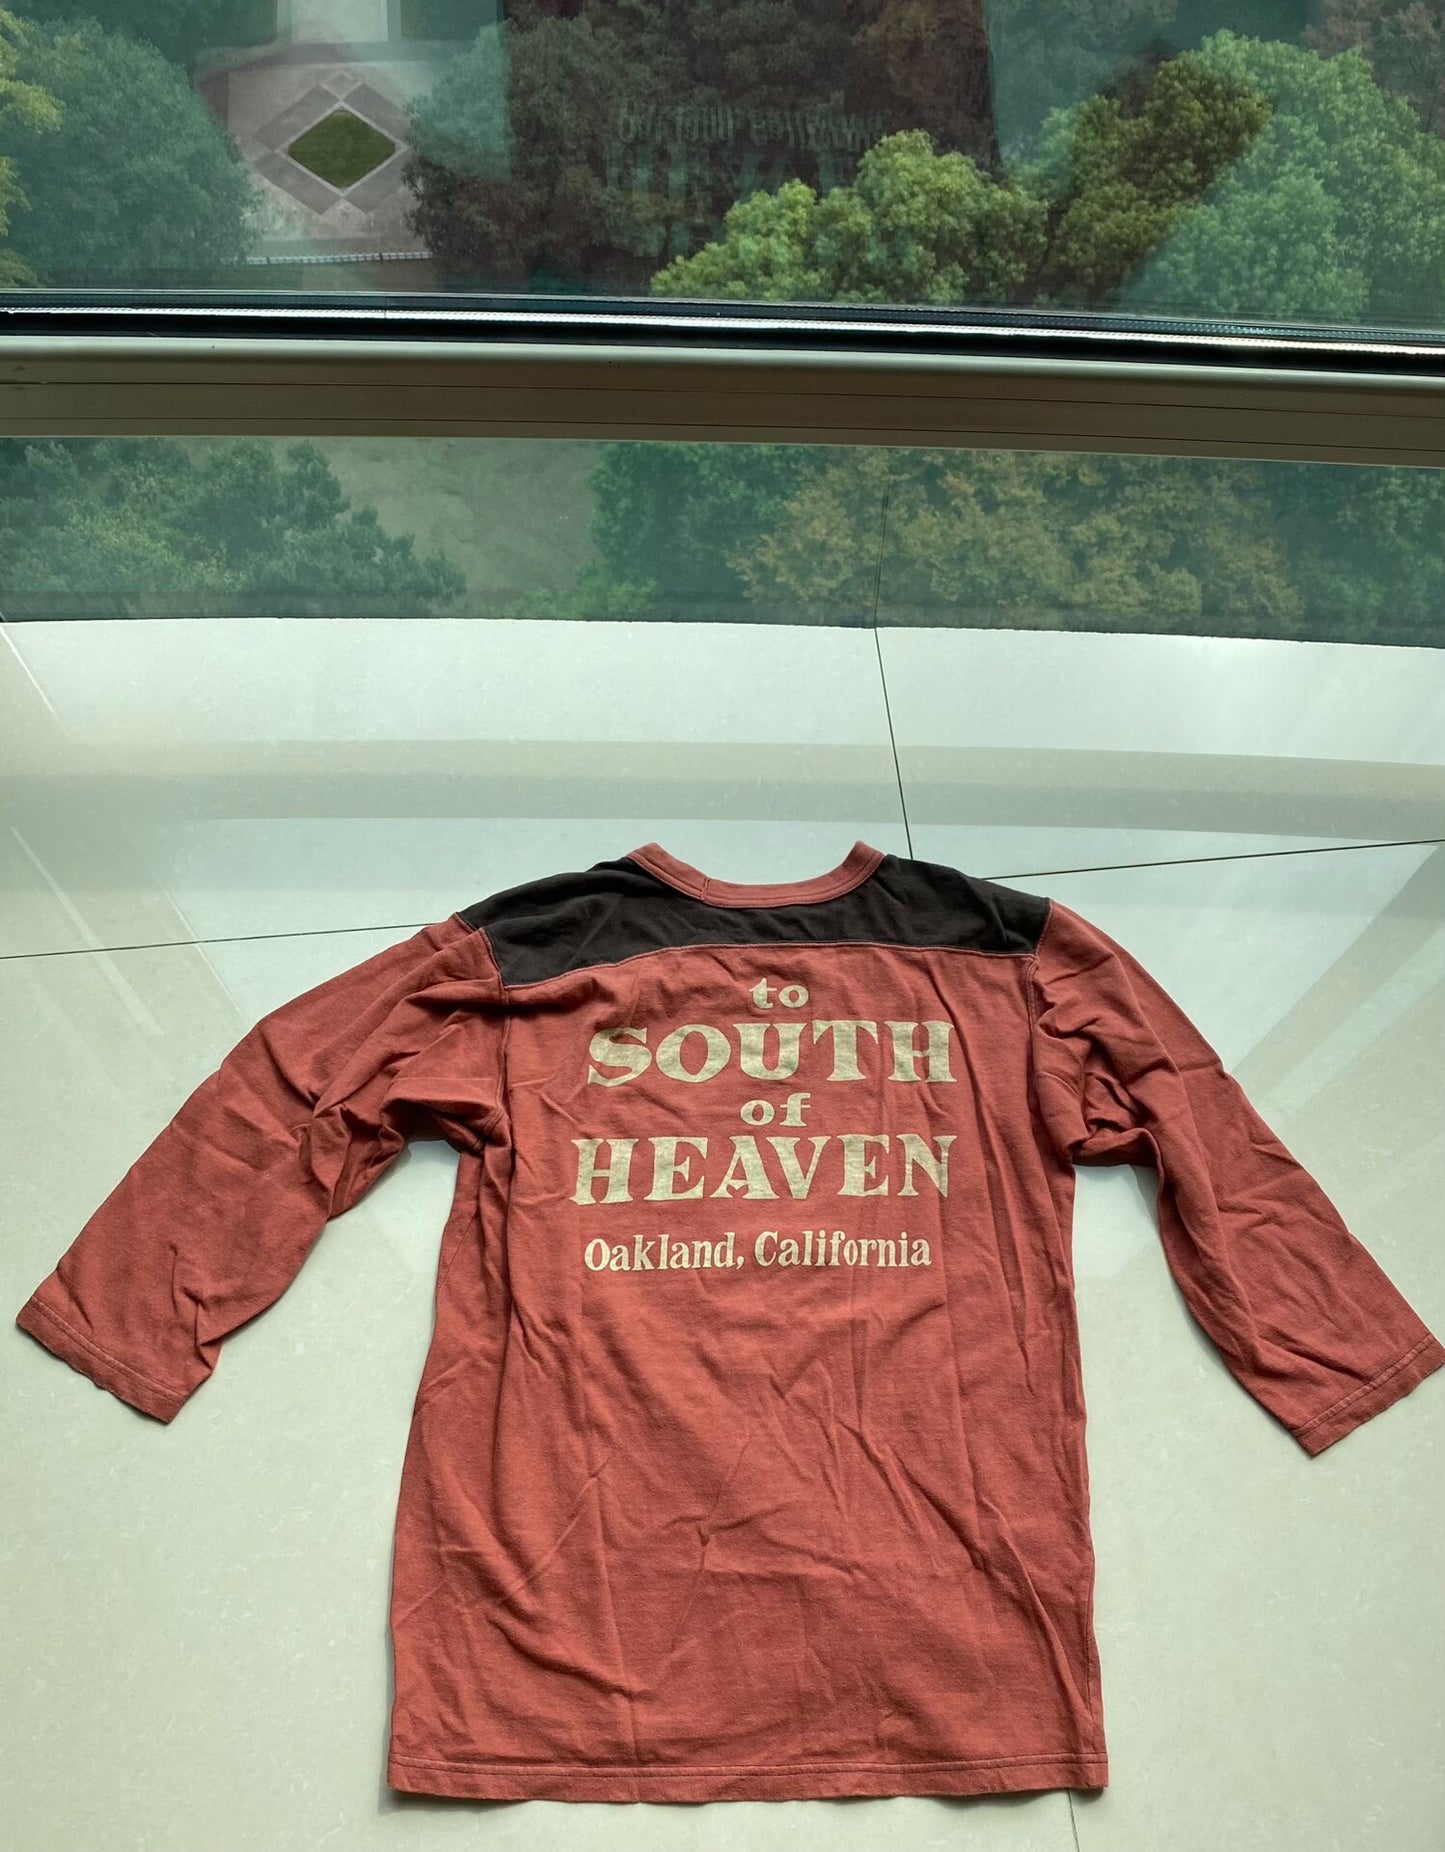 to
SOUTH
of
HEAVEN
Oakland, California